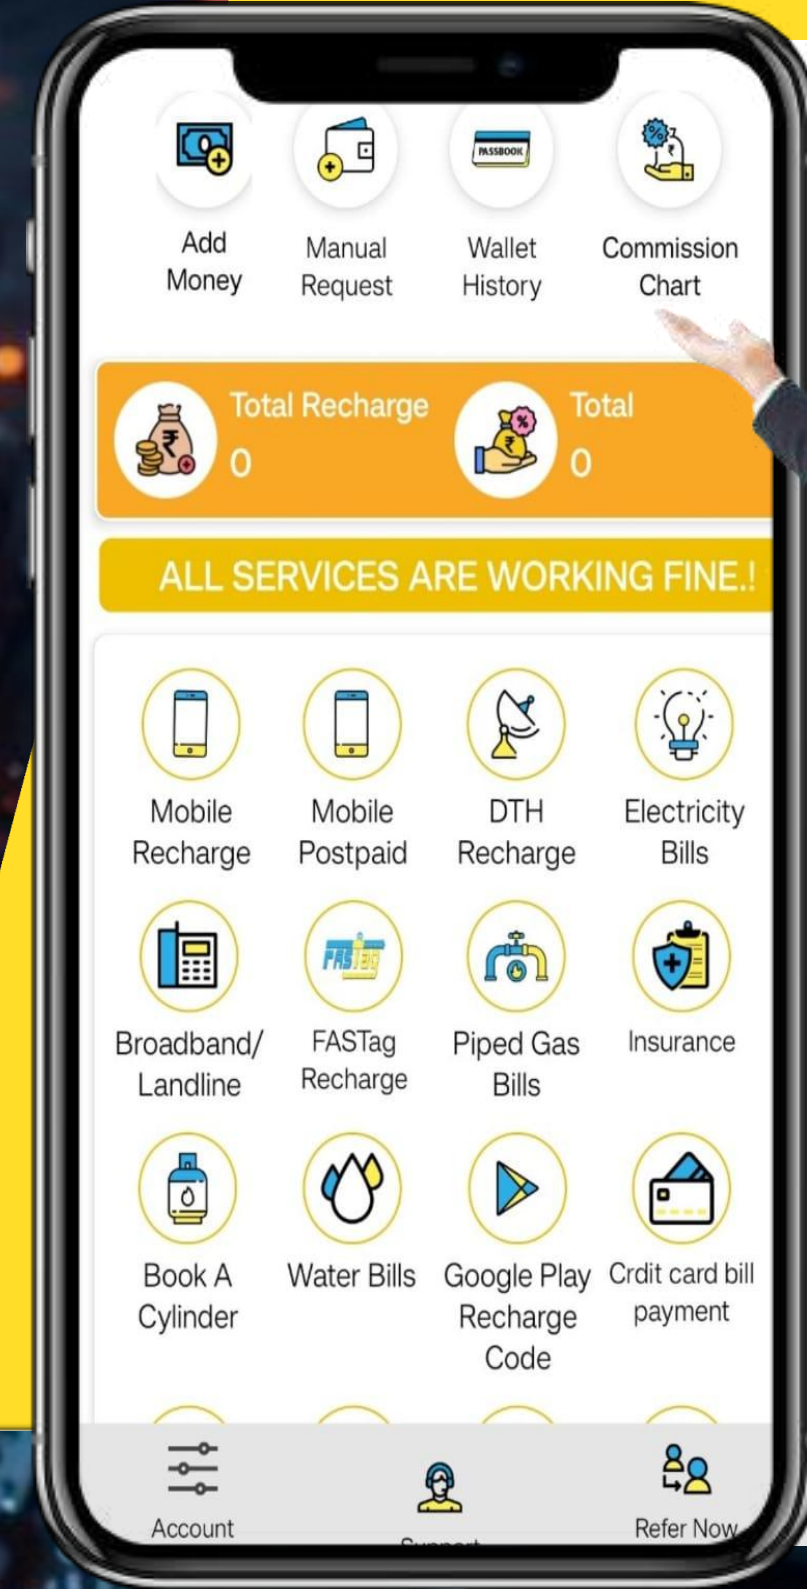 PASSBOOK
Add
Money
Manual
Request
Wallet
History
Commission
Chart
Total Recharge
0
Total
0
ALL SERVICES ARE WORKING FINE.!
Mobile
Recharge
Mobile
Postpaid
DTH
Recharge
Electricity
Bills
Broadband/
Landline
FASTag
FASTag
Recharge
Piped Gas
Bills
Insurance
Book A
Cylinder
Water Bills
Google Play
Recharge
Code
Crdit card bill
payment
Account
Support
Refer Now